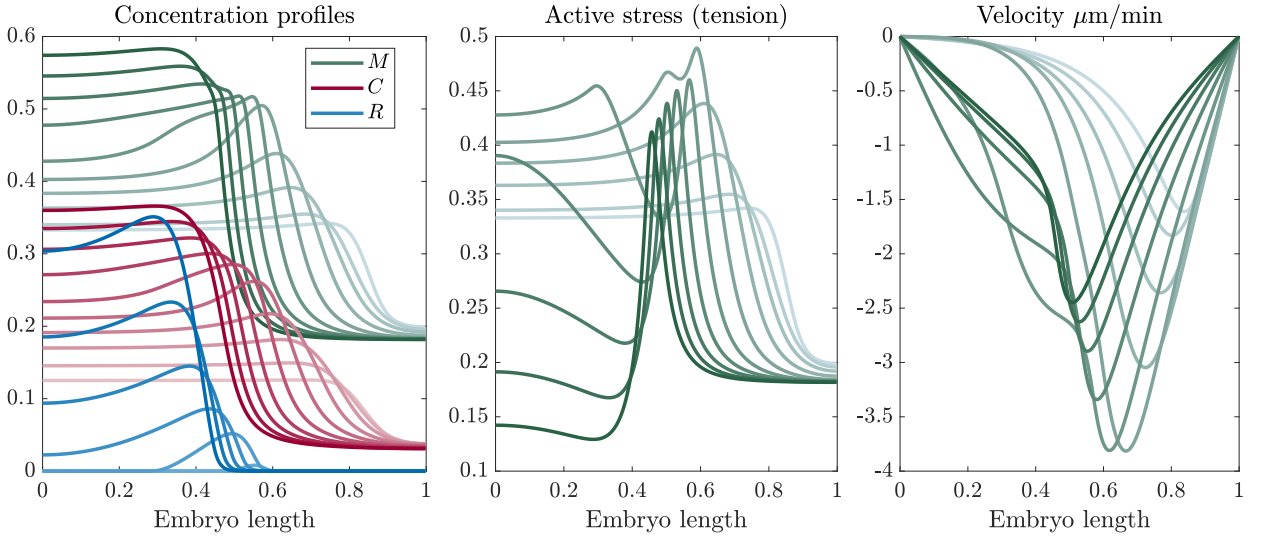 Concentration profiles
0.6
0.5
0.4
0.3
0.2
0.1
0
M
C
R
0 0.2 0.4 0.6 0.8 1
Embryo length
Active stress (tension)
0.5
0.45
0.4
0.35
0.3
0.25
0.2
0.15
0.1
0 0.2 0.4 0.6 0.8 1
Embryo length
Velocity μm/min
0
-0.5
-1
-1.5
-2
-2.5
-3
-3.5
-4
0 0.2 0.4 0.6 0.8 1
Embryo length